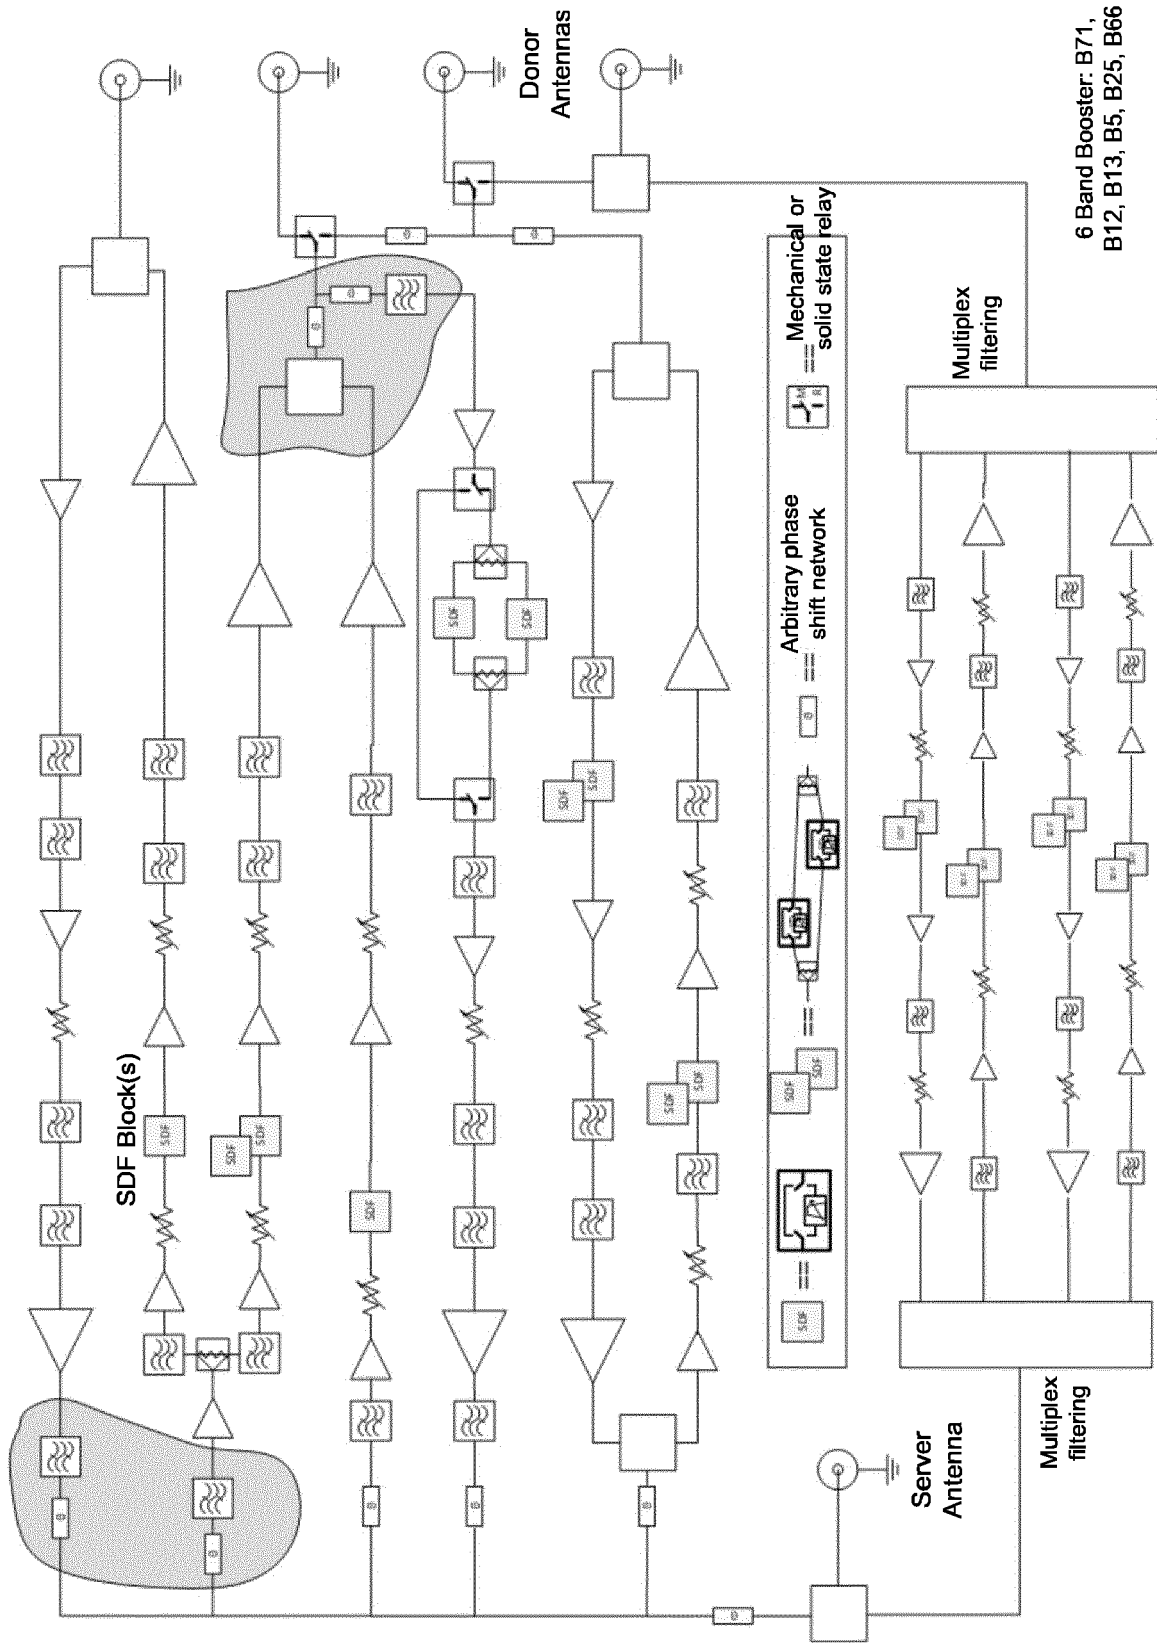 Donor
Antennas
SDF Block(s)
SDF
SDF
SDF
SDF
SDF
SDF
SDF
SDF
SDF
SDF
SDF
==
SDF
SDF
==
θ
==
Arbitrary phase
shift network
M
R
==
Mechanical or
solid state relay
Server
Antenna
Multiplex
filtering
Multiplex
filtering
6 Band Booster: B71,
B12, B13, B5, B25, B66